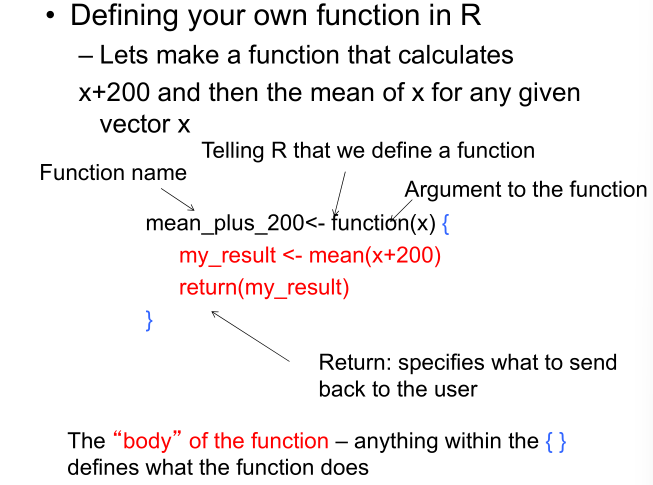 • Defining your own function in R
– Lets make a function that calculates
x+200 and then the mean of x for any given
vector x
Telling R that we define a function
Function name
Argument to the function
mean_plus_200<- function(x) {
my_result <- mean(x+200)
return(my_result)
}
Return: specifies what to send
back to the user
The “body” of the function – anything within the { }
defines what the function does